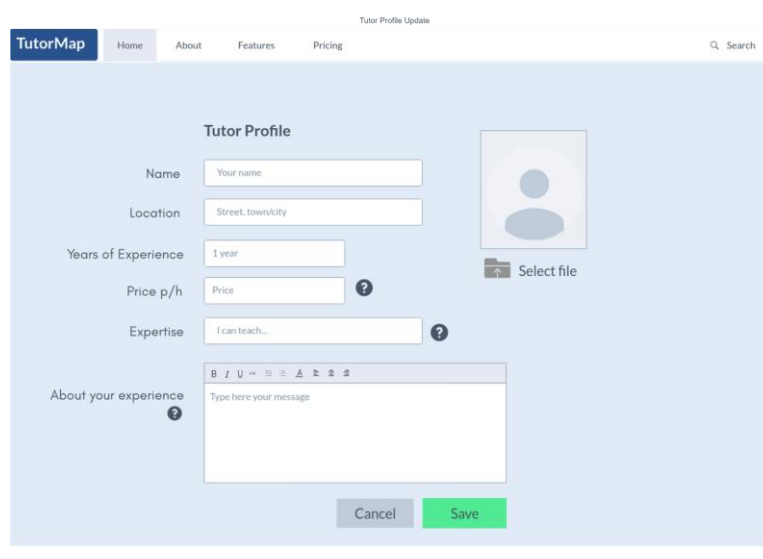 Tutor Profile Update
TutorMap Home About Features Pricing Search
Tutor Profile
Name Your name
Location Street, town/city
Years of Experience 1 year
Select file
Price p/h Price ?
Expertise I can teach... ?
B I U A
About your experience Type here your message
?
Cancel Save